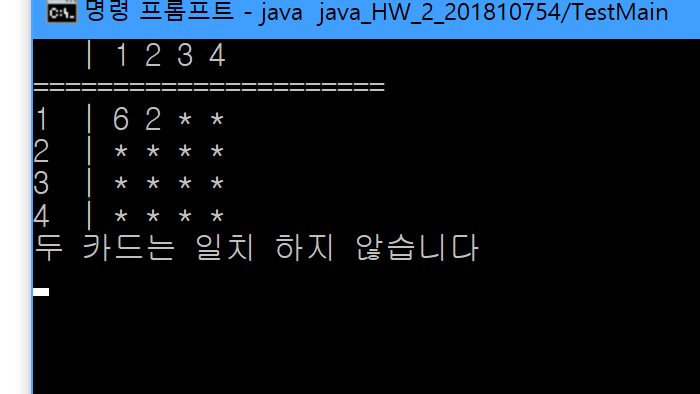 C:\. 명령 프롬프트 - java java_HW_2_201810754/TestMain
| 1 2 3 4
======================
1 | 6 2 * *
2 | * * * *
3 | * * * *
4 | * * * *
두 카드는 일치 하지 않습니다